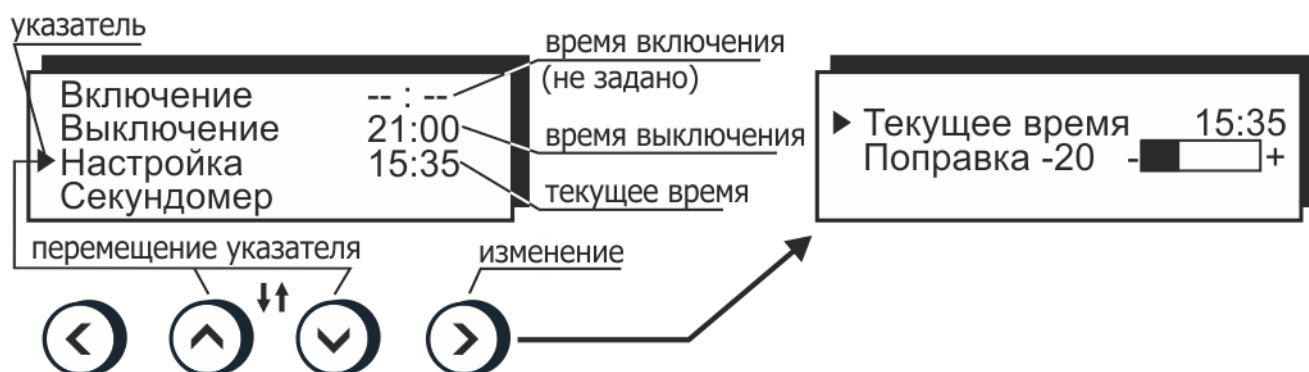 указатель
время включения
(не задано)
Включение -- : --
Выключение 21:00
время выключения
Настройка 15:35
Секундомер
текущее время
перемещение указателя
изменение
Текущее время 15:35
Поправка -20 - +